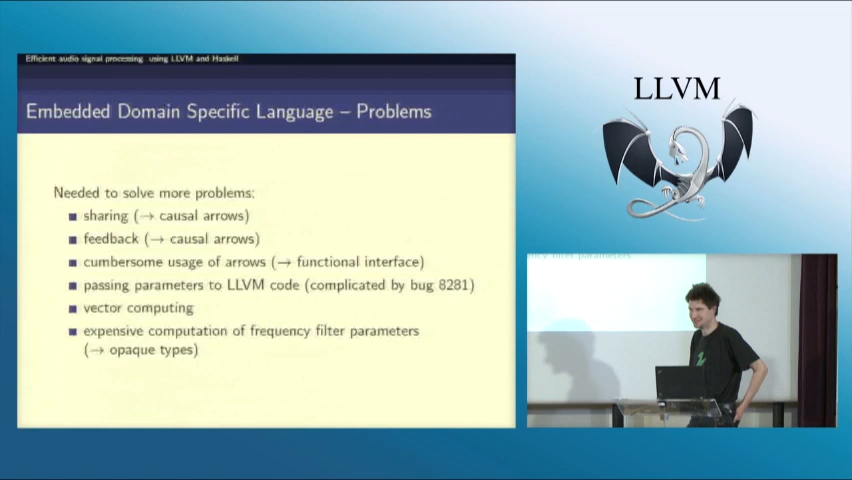 Efficient audio signal processing using LLVM and Haskell
Embedded Domain Specific Language – Problems
Needed to solve more problems:
sharing (→ causal arrows)
feedback (→ causal arrows)
cumbersome usage of arrows (→ functional interface)
passing parameters to LLVM code (complicated by bug 8281)
vector computing
expensive computation of frequency filter parameters
(→ opaque types)
LLVM
filter parameters